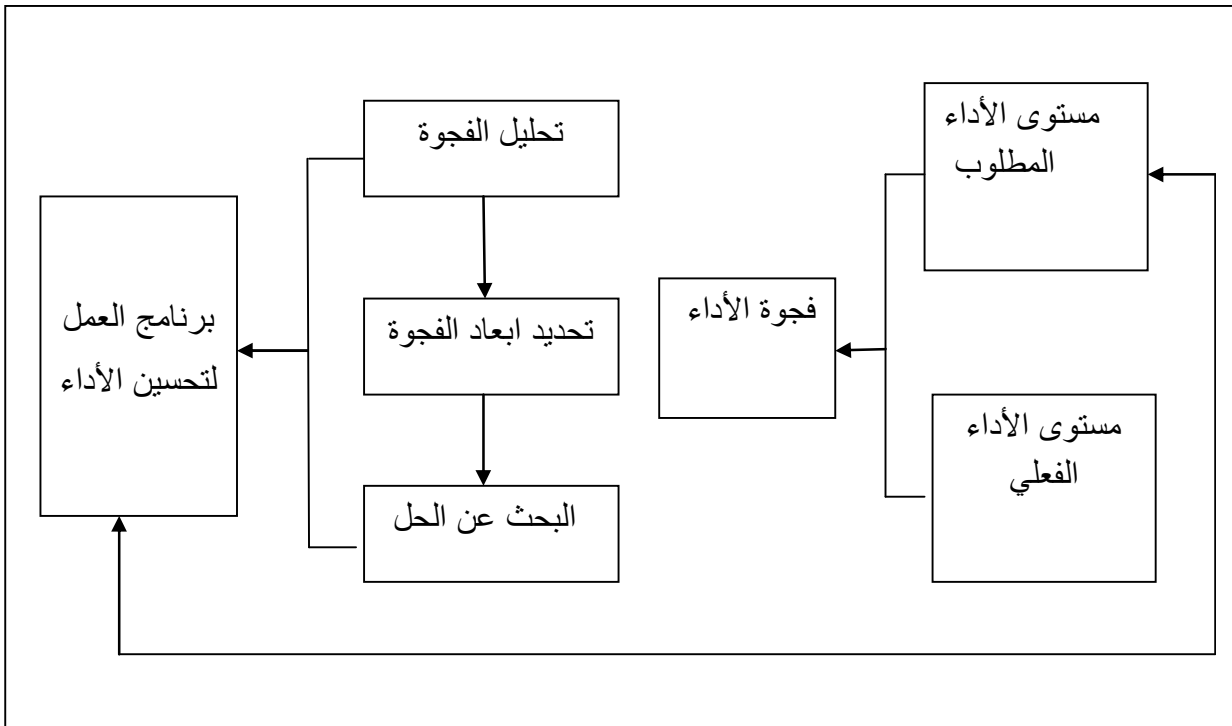 مستوى الأداء
المطلوب
مستوى الأداء
الفعلي
فجوة الأداء
تحليل الفجوة
تحديد ابعاد الفجوة
البحث عن الحل
برنامج العمل
لتحسين الأداء